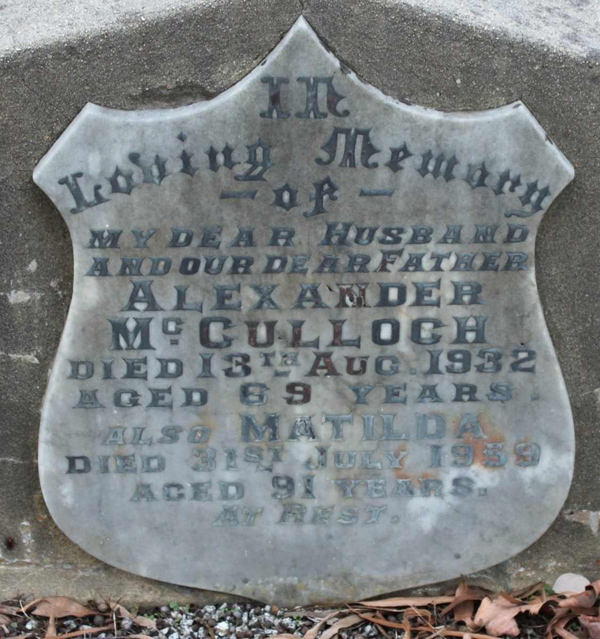 In
Loving Memory
- of -
MY DEAR HUSBAND
AND OUR DEAR FATHER
ALEXANDER
McCULLOCH
DIED 13TH AUG. 1932
AGED 69 YEARS.
ALSO MATILDA
DIED 31ST JULY 1959
AGED 91 YEARS.
AT REST.